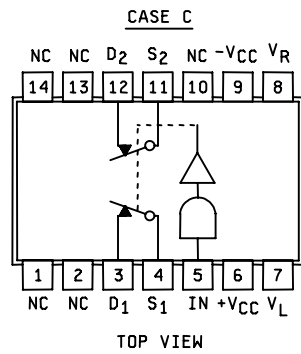 CASE C
NC NC D2 S2 NC -VCC VR
14 13 12 11 10 9 8
1 2 3 4 5 6 7
NC NC D1 S1 IN +VCC VL
TOP VIEW